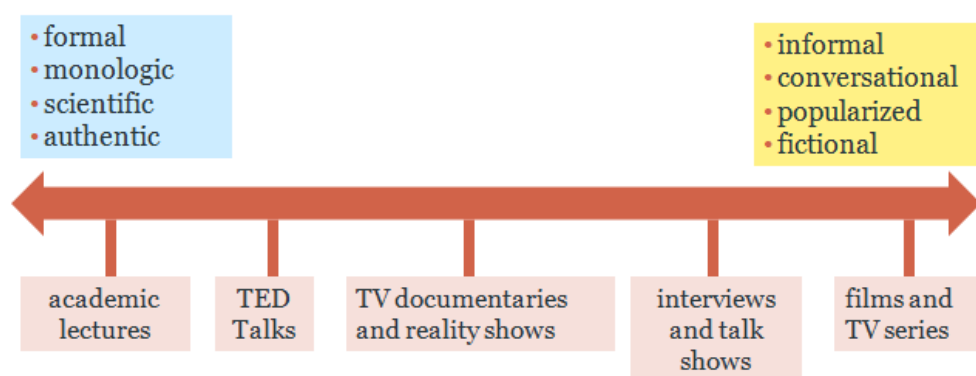 • formal
• monologic
• scientific
• authentic
• informal
• conversational
• popularized
• fictional
academic
lectures
TED
Talks
TV documentaries
and reality shows
interviews
and talk
shows
films and
TV series